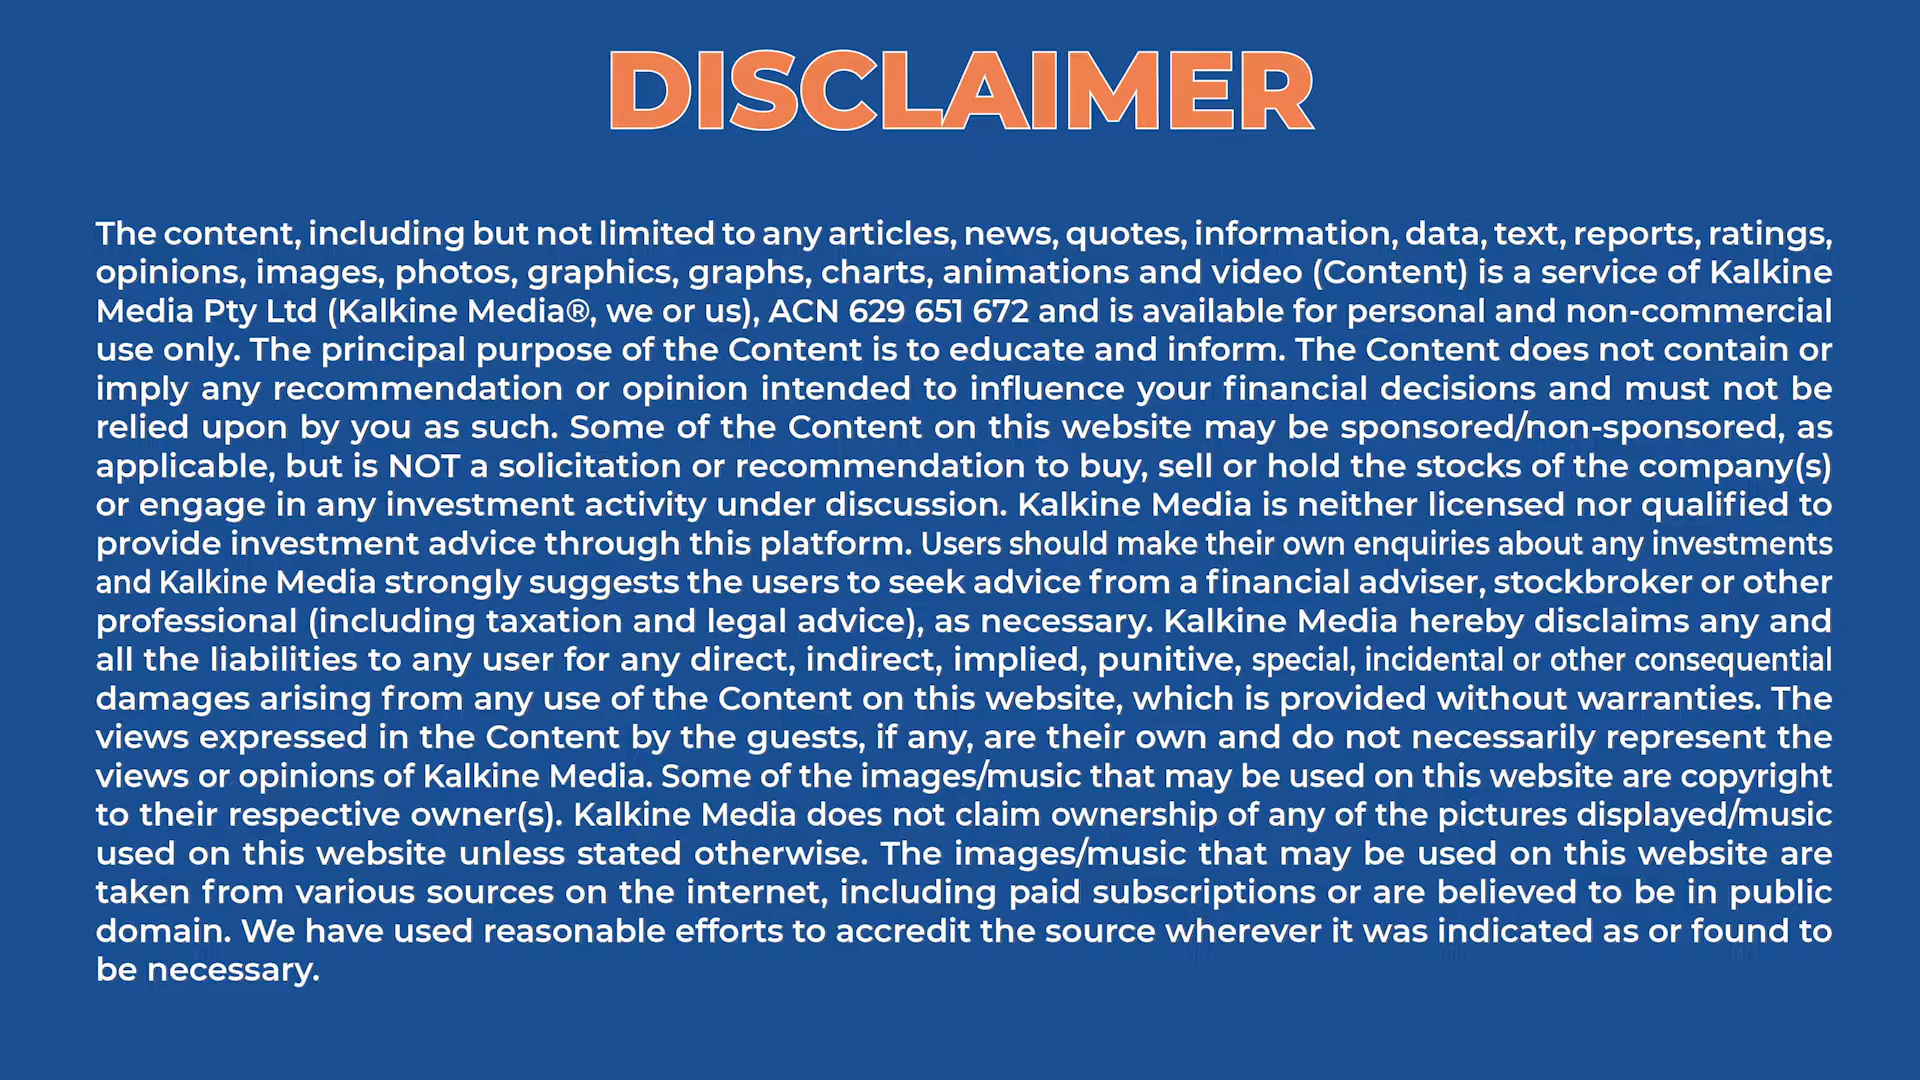 DISCLAIMER
The content, including but not limited to any articles, news, quotes, information, data, text, reports, ratings,
opinions, images, photos, graphics, graphs, charts, animations and video (Content) is a service of Kalkine
Media Pty Ltd (Kalkine Media®, we or us), ACN 629 651 672 and is available for personal and non-commercial
use only. The principal purpose of the Content is to educate and inform. The Content does not contain or
imply any recommendation or opinion intended to influence your financial decisions and must not be
relied upon by you as such. Some of the Content on this website may be sponsored/non-sponsored, as
applicable, but is NOT a solicitation or recommendation to buy, sell or hold the stocks of the company(s)
or engage in any investment activity under discussion. Kalkine Media is neither licensed nor qualified to
provide investment advice through this platform. Users should make their own enquiries about any investments
and Kalkine Media strongly suggests the users to seek advice from a financial adviser, stockbroker or other
professional (including taxation and legal advice), as necessary. Kalkine Media hereby disclaims any and
all the liabilities to any user for any direct, indirect, implied, punitive, special, incidental or other consequential
damages arising from any use of the Content on this website, which is provided without warranties. The
views expressed in the Content by the guests, if any, are their own and do not necessarily represent the
views or opinions of Kalkine Media. Some of the images/music that may be used on this website are copyright
to their respective owner(s). Kalkine Media does not claim ownership of any of the pictures displayed/music
used on this website unless stated otherwise. The images/music that may be used on this website are
taken from various sources on the internet, including paid subscriptions or are believed to be in public
domain. We have used reasonable efforts to accredit the source wherever it was indicated as or found to
be necessary.